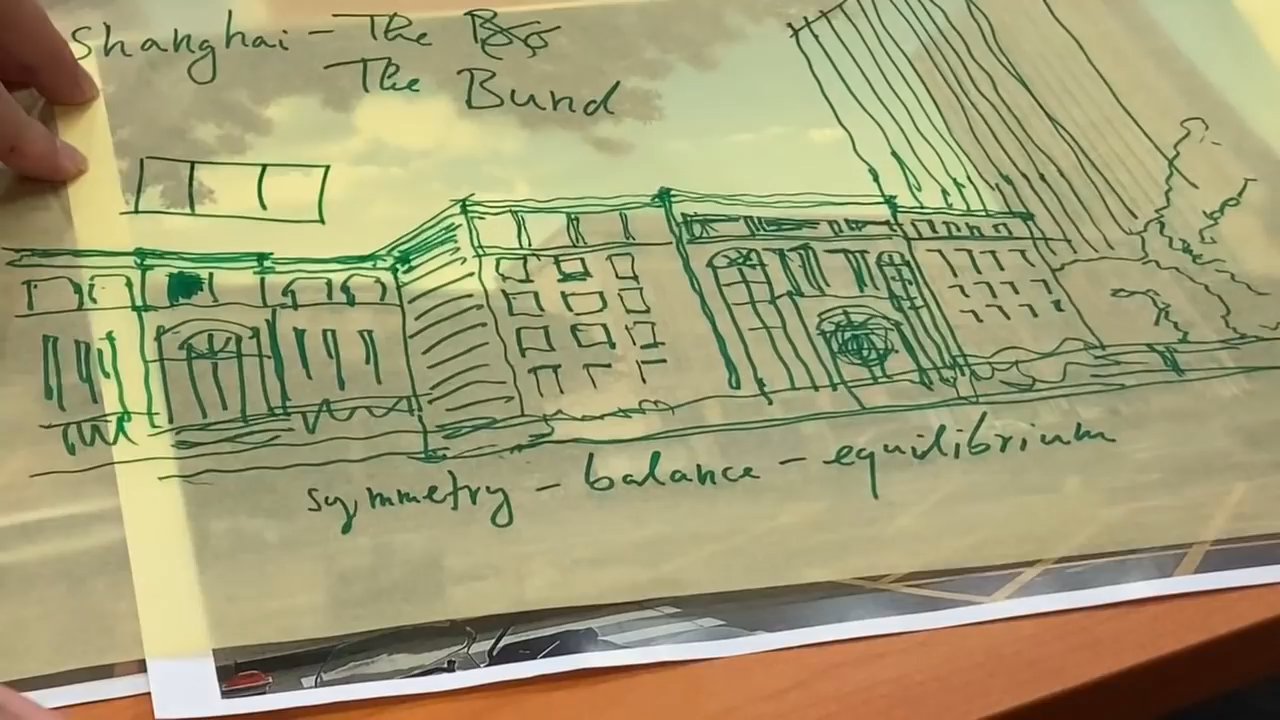 Shanghai - The
The Bund
symmetry - balance - equilibrium